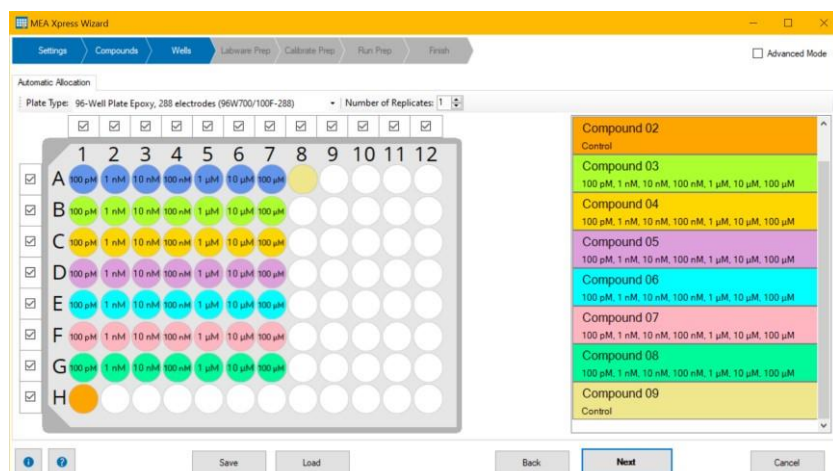 MEA Xpress Wizard
Settings Compounds Wells Labware Prep Calibrate Prep Run Prep Finish
Advanced Mode
Automatic Allocation
Plate Type: 96-Well Plate Epoxy, 288 electrodes (96W700/100F-288) Number of Replicates: 1
1 2 3 4 5 6 7 8 9 10 11 12
A 100 pM 1 nM 10 nM 100 nM 1 µM 10 µM 100 µM
B 100 pM 1 nM 10 nM 100 nM 1 µM 10 µM 100 µM
C 100 pM 1 nM 10 nM 100 nM 1 µM 10 µM 100 µM
D 100 pM 1 nM 10 nM 100 nM 1 µM 10 µM 100 µM
E 100 pM 1 nM 10 nM 100 nM 1 µM 10 µM 100 µM
F 100 pM 1 nM 10 nM 100 nM 1 µM 10 µM 100 µM
G 100 pM 1 nM 10 nM 100 nM 1 µM 10 µM 100 µM
H
Compound 02
Control
Compound 03
100 pM, 1 nM, 10 nM, 100 nM, 1 µM, 10 µM, 100 µM
Compound 04
100 pM, 1 nM, 10 nM, 100 nM, 1 µM, 10 µM, 100 µM
Compound 05
100 pM, 1 nM, 10 nM, 100 nM, 1 µM, 10 µM, 100 µM
Compound 06
100 pM, 1 nM, 10 nM, 100 nM, 1 µM, 10 µM, 100 µM
Compound 07
100 pM, 1 nM, 10 nM, 100 nM, 1 µM, 10 µM, 100 µM
Compound 08
100 pM, 1 nM, 10 nM, 100 nM, 1 µM, 10 µM, 100 µM
Compound 09
Control
Save Load Back Next Cancel